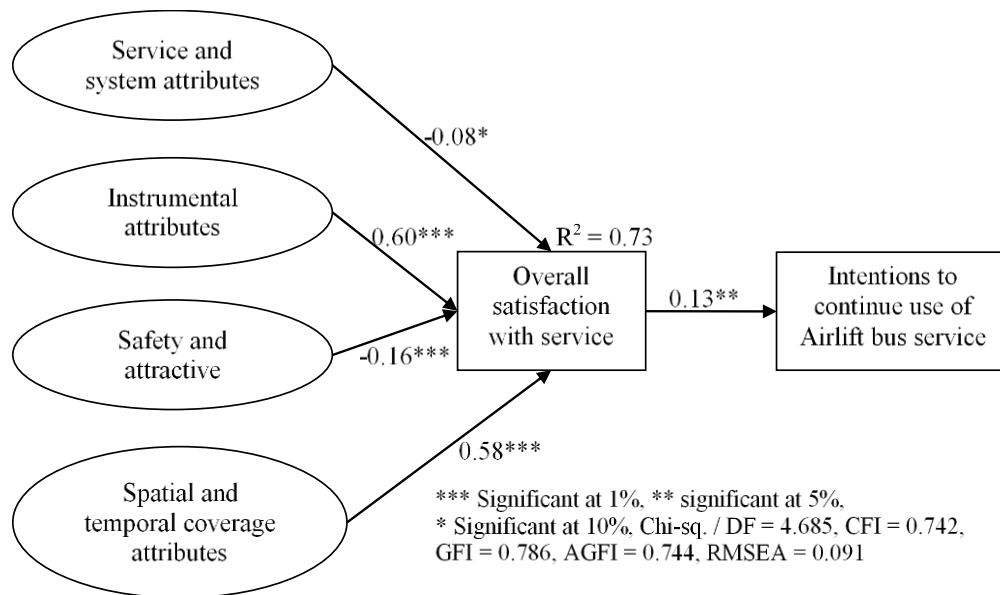 Service and
system attributes
-0.08*
Instrumental
attributes
0.60***
R² = 0.73
Overall
satisfaction
with service
0.13**
Intentions to
continue use of
Airlift bus service
Safety and
attractive
-0.16***
0.58***
Spatial and
temporal coverage
attributes
*** Significant at 1%, ** significant at 5%,
* Significant at 10%, Chi-sq. / DF = 4.685, CFI = 0.742,
GFI = 0.786, AGFI = 0.744, RMSEA = 0.091